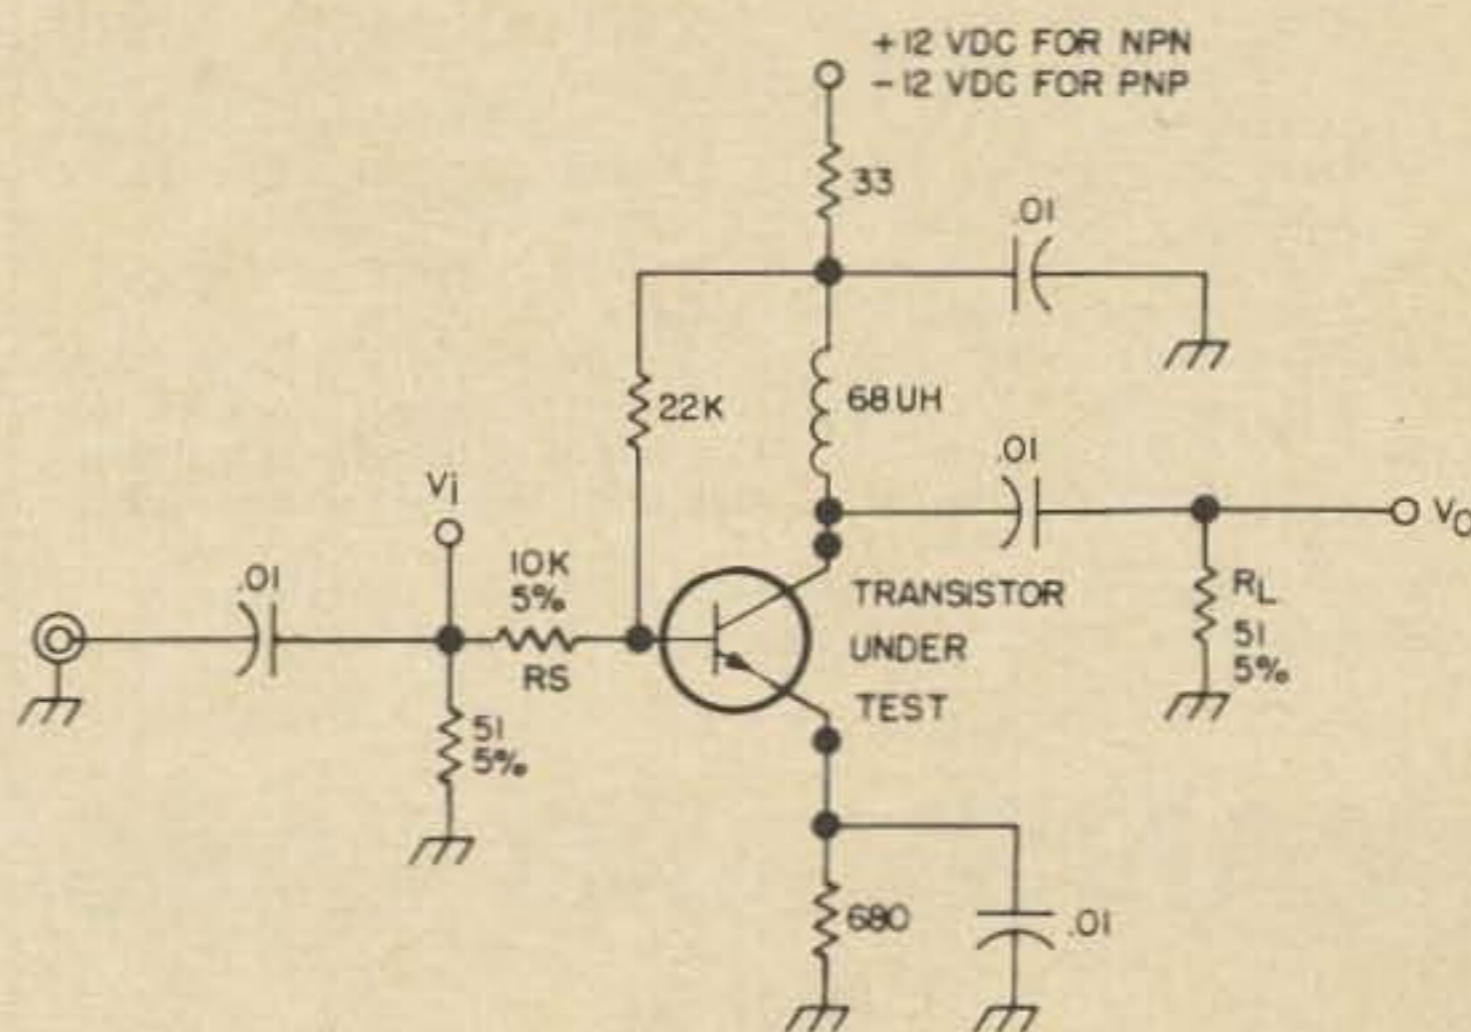 +12 VDC FOR NPN
-12 VDC FOR PNP
33
.01
22K
68UH
.01
Vi
VO
.01
10K
5%
RS
TRANSISTOR
UNDER
TEST
RL
51
5%
51
5%
680
.01